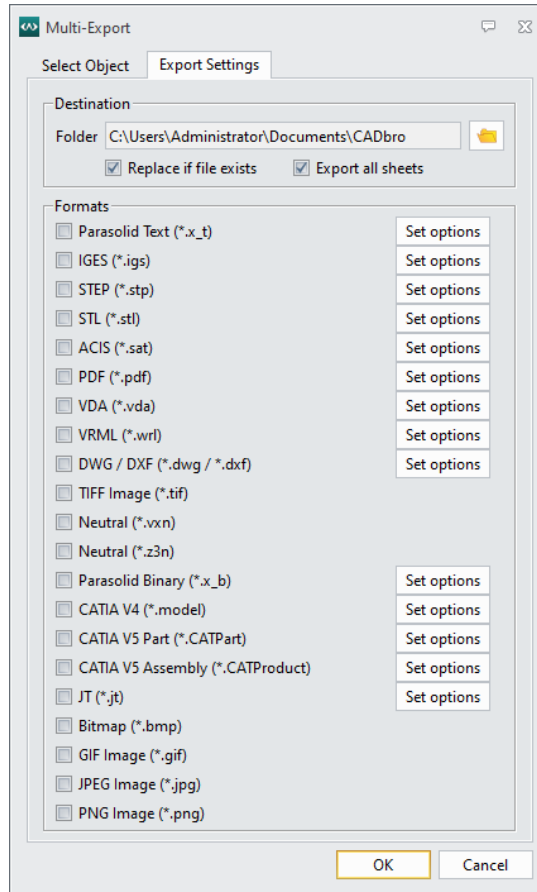 Multi-Export
Select Object Export Settings
Destination
Folder C:\Users\Administrator\Documents\CADbro
Replace if file exists Export all sheets
Formats
Parasolid Text (*.x_t) Set options
IGES (*.igs) Set options
STEP (*.stp) Set options
STL (*.stl) Set options
ACIS (*.sat) Set options
PDF (*.pdf) Set options
VDA (*.vda) Set options
VRML (*.wrl) Set options
DWG / DXF (*.dwg / *.dxf) Set options
TIFF Image (*.tif)
Neutral (*.vxn)
Neutral (*.z3n)
Parasolid Binary (*.x_b) Set options
CATIA V4 (*.model) Set options
CATIA V5 Part (*.CATPart) Set options
CATIA V5 Assembly (*.CATProduct) Set options
JT (*.jt) Set options
Bitmap (*.bmp)
GIF Image (*.gif)
JPEG Image (*.jpg)
PNG Image (*.png)
OK Cancel